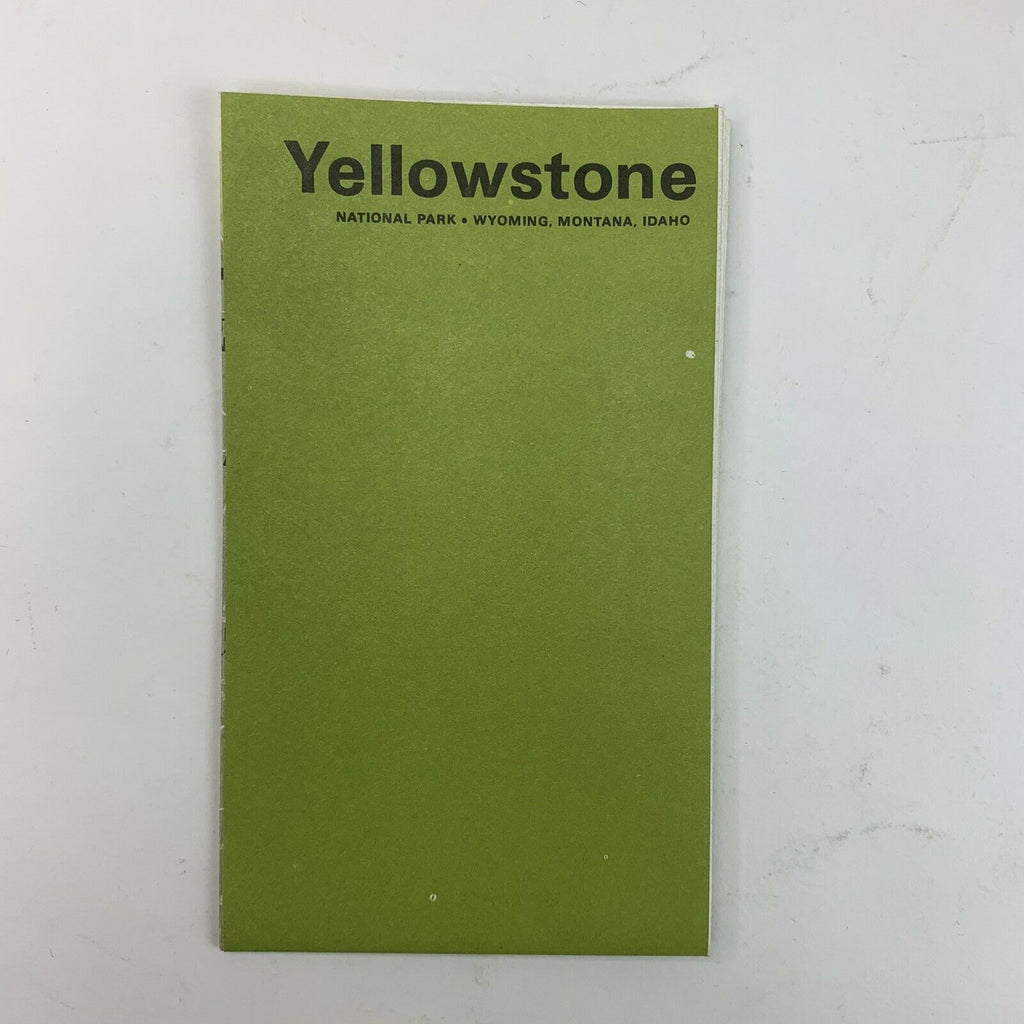 Yellowstone
NATIONAL PARK • WYOMING, MONTANA, IDAHO